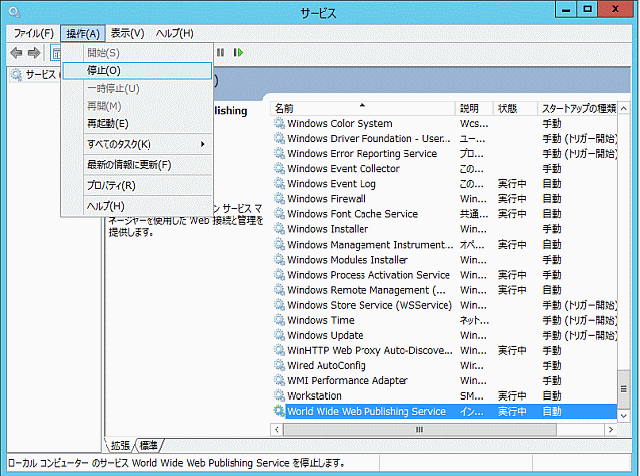 サービス
ファイル(F) 操作(A) 表示(V) ヘルプ(H)
開始(S)
停止(O)
一時停止(U)
再開(M)
再起動(E)
すべてのタスク(K)
最新の情報に更新(F)
プロパティ(R)
ヘルプ(H)
サービス (
)
lishing
ン サービス マ
ネージャーを使用した Web 接続と管理を
提供します。
名前 説明 状態 スタートアップの種類
Windows Color System Wcs... 手動
Windows Driver Foundation - User... ユー... 手動 (トリガー開始)
Windows Error Reporting Service プロ... 手動 (トリガー開始)
Windows Event Collector この... 手動
Windows Event Log この... 実行中 自動
Windows Firewall Win... 実行中 自動
Windows Font Cache Service 共通... 実行中 自動
Windows Installer Win... 手動
Windows Management Instrument... オペ... 実行中 自動
Windows Modules Installer Win... 手動
Windows Process Activation Service Win... 実行中 手動
Windows Remote Management (... Win... 実行中 自動
Windows Store Service (WSService) Win... 手動 (トリガー開始)
Windows Time ネット... 手動 (トリガー開始)
Windows Update Win... 手動 (トリガー開始)
WinHTTP Web Proxy Auto-Discove... Win... 実行中 手動
Wired AutoConfig Wir... 手動
WMI Performance Adapter Win... 手動
Workstation SM... 実行中 自動
World Wide Web Publishing Service イン... 実行中 自動
拡張 標準
ローカル コンピューター のサービス World Wide Web Publishing Service を停止します。